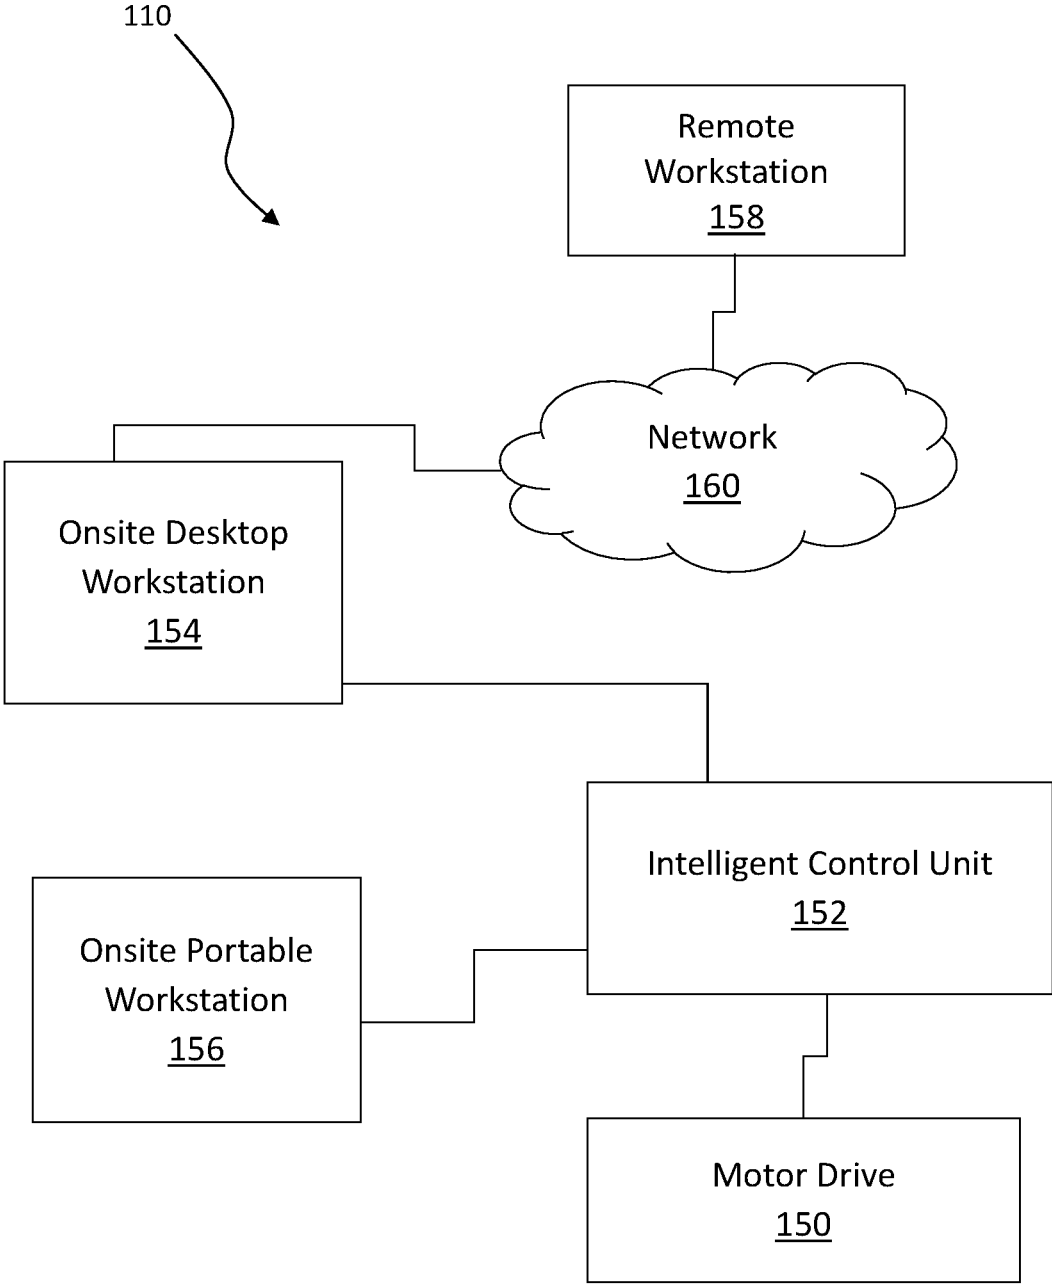 110
Remote
Workstation
158
Network
160
Onsite Desktop
Workstation
154
Intelligent Control Unit
152
Onsite Portable
Workstation
156
Motor Drive
150